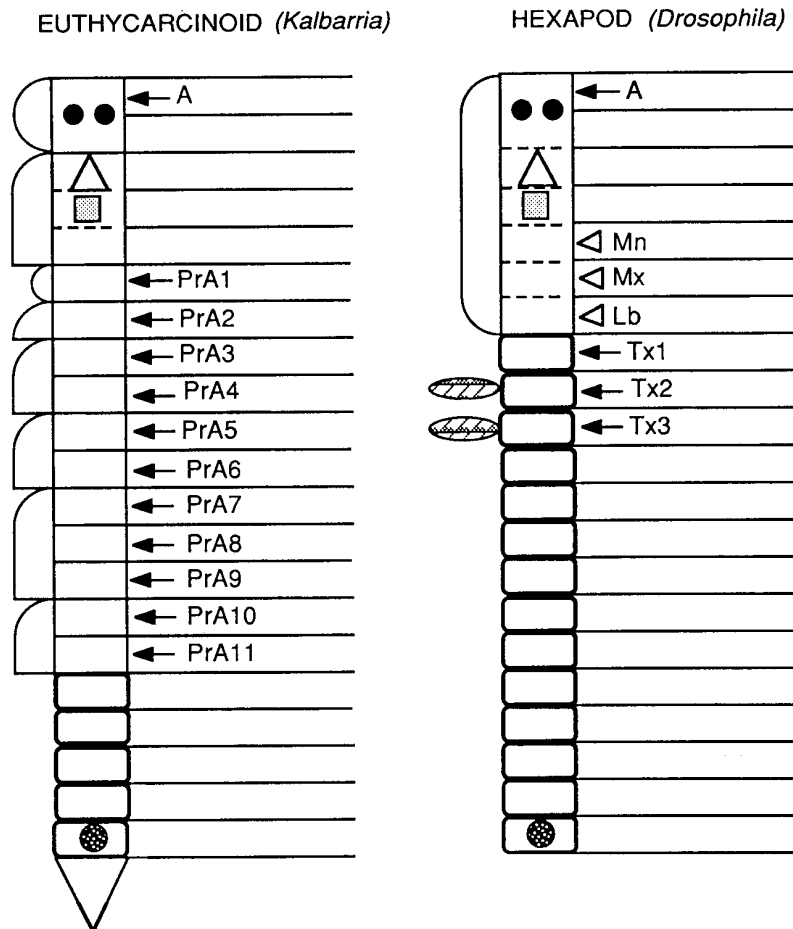 EUTHYCARCINOID (Kalbarria)
A
PrA1
PrA2
PrA3
PrA4
PrA5
PrA6
PrA7
PrA8
PrA9
PrA10
PrA11
HEXAPOD (Drosophila)
A
Mn
Mx
Lb
Tx1
Tx2
Tx3